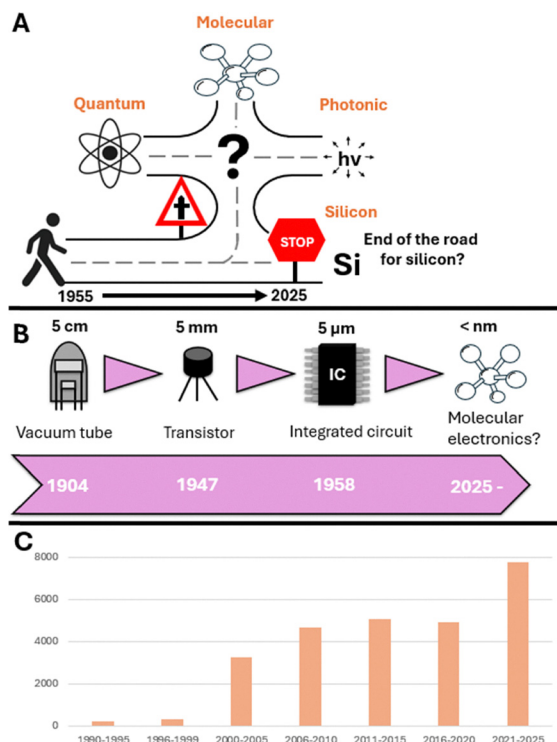 A
Molecular
Quantum
Photonic
?
hv
Silicon
STOP
Si
End of the road
for silicon?
1955
2025
B
5 cm
5 mm
5 µm
< nm
IC
Vacuum tube
Transistor
Integrated circuit
Molecular
electronics?
1904
1947
1958
2025 -
C
8000
6000
4000
2000
0
1990-1995
1996-1999
2000-2005
2006-2010
2011-2015
2016-2020
2021-2025